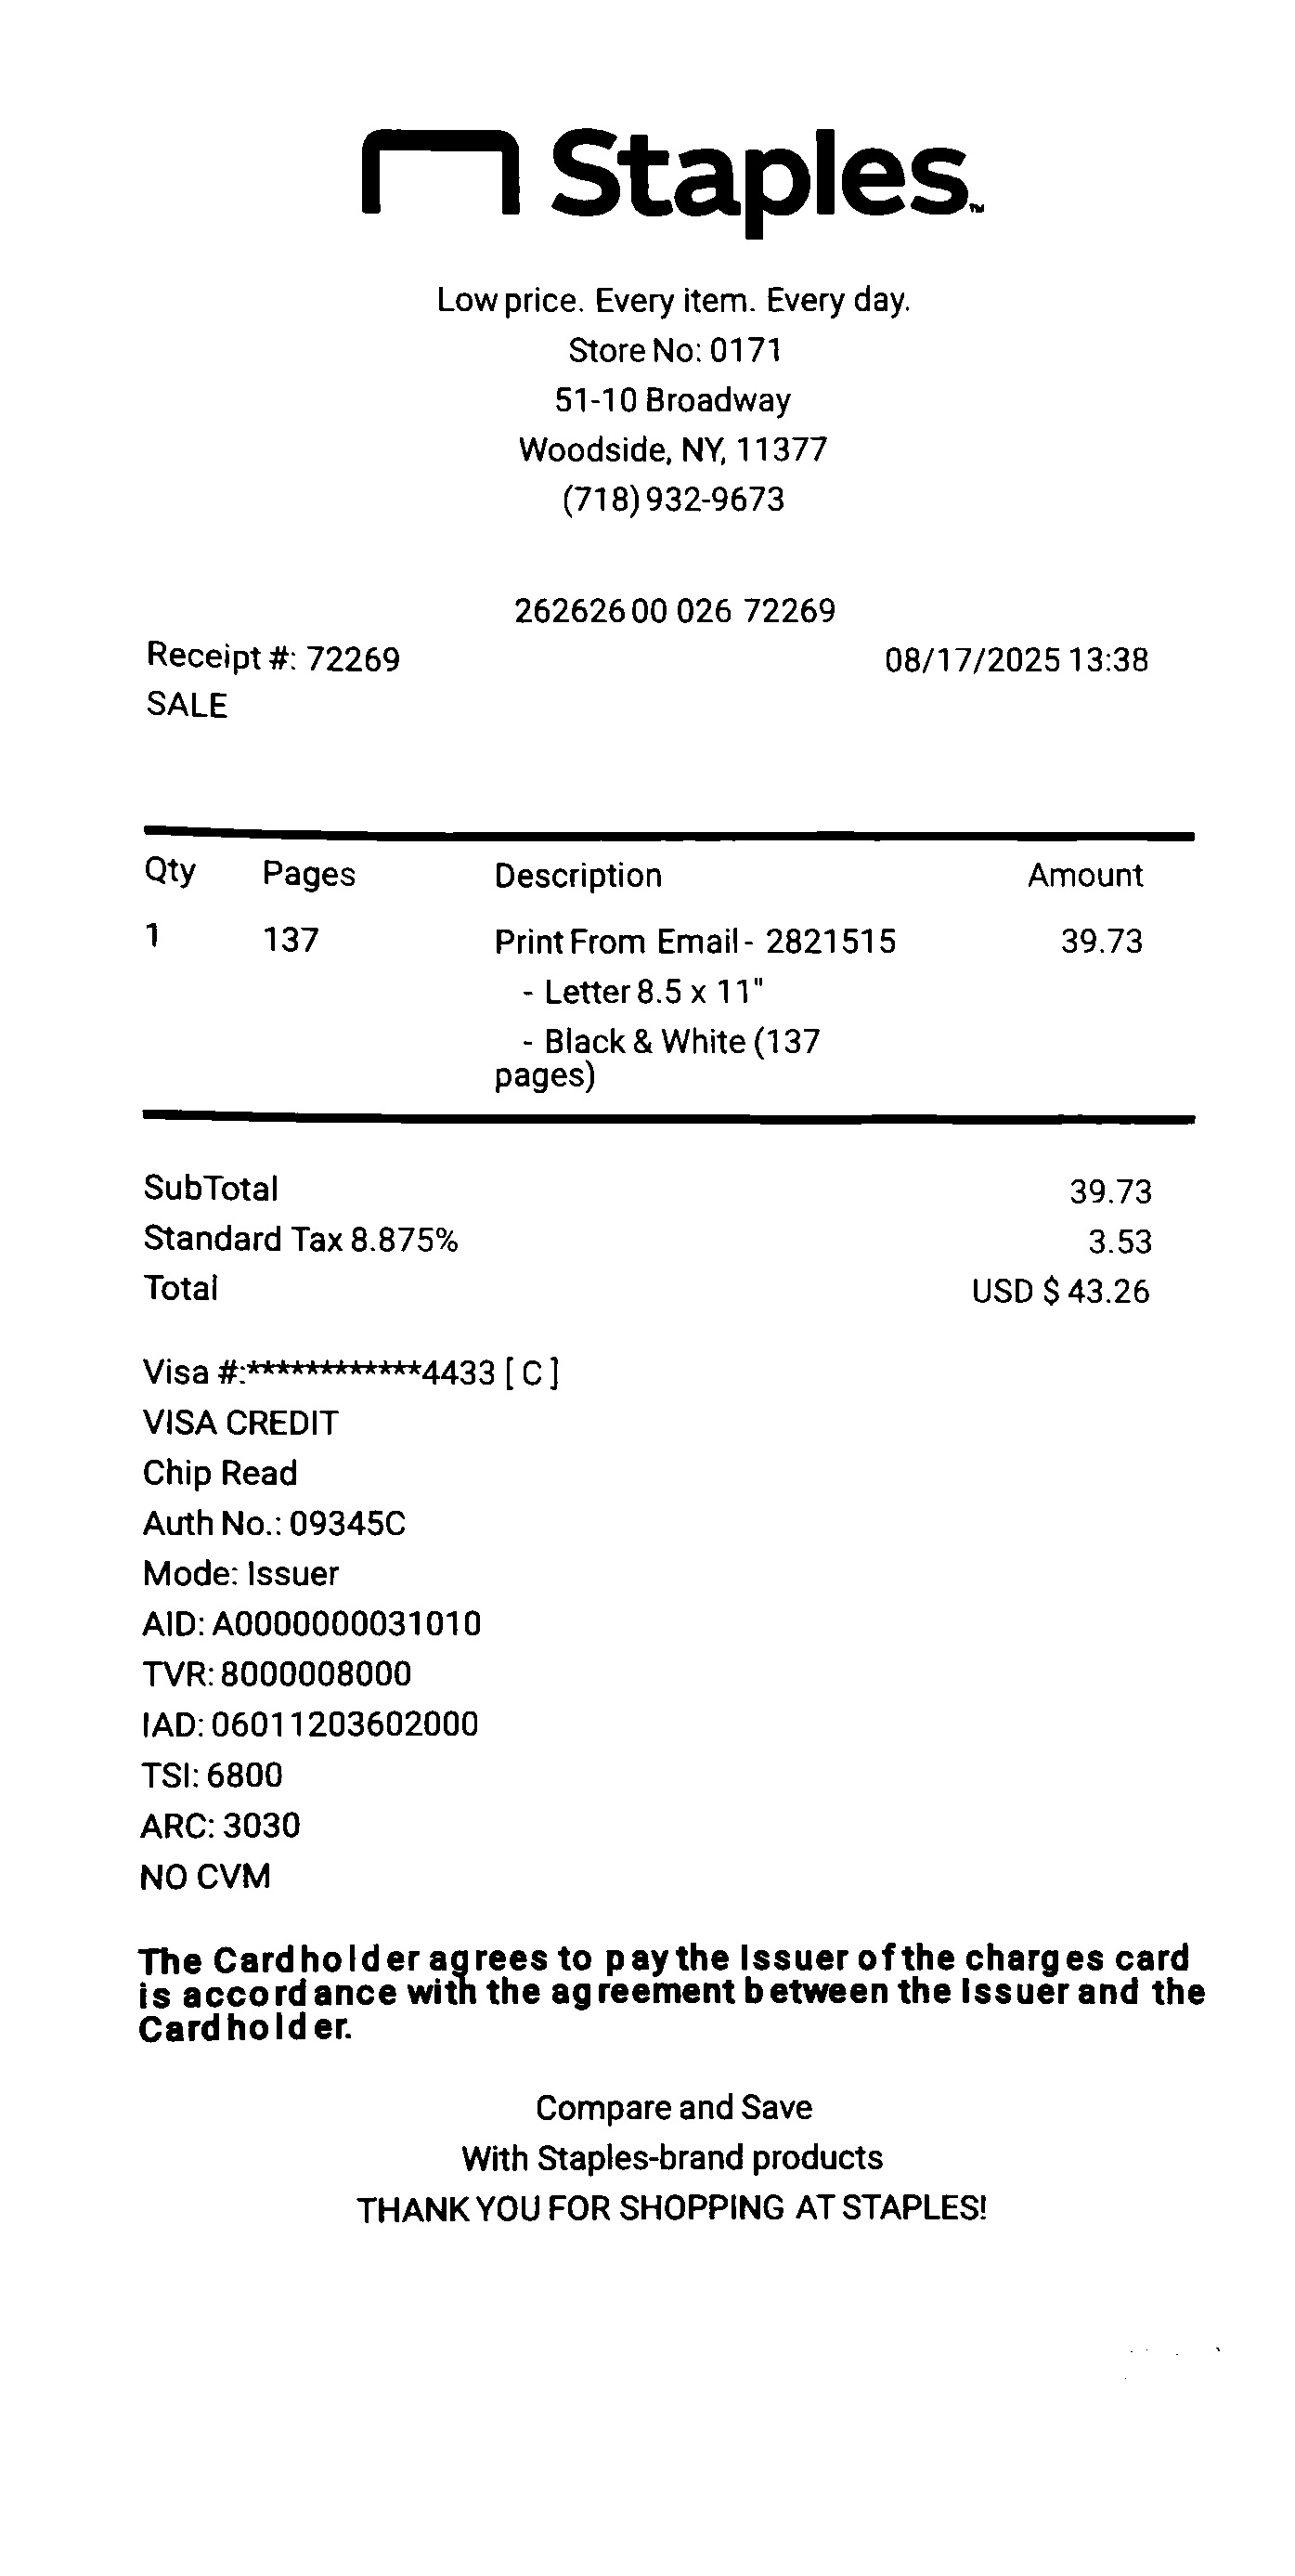 Staples™
Low price. Every item. Every day.
Store No: 0171
51-10 Broadway
Woodside, NY, 11377
(718) 932-9673
26262600 026 72269
Receipt #: 72269 08/17/2025 13:38
SALE
Qty Pages Description Amount
1 137 Print From Email - 2821515 39.73
- Letter 8.5 x 11"
- Black & White (137
pages)
SubTotal 39.73
Standard Tax 8.875% 3.53
Total USD $ 43.26
Visa #:************4433 [ C ]
VISA CREDIT
Chip Read
Auth No.: 09345C
Mode: Issuer
AID: A0000000031010
TVR: 8000008000
IAD: 06011203602000
TSI: 6800
ARC: 3030
NO CVM
The Cardholder agrees to pay the Issuer of the charges card
is accordance with the agreement between the Issuer and the
Cardholder.
Compare and Save
With Staples-brand products
THANK YOU FOR SHOPPING AT STAPLES!